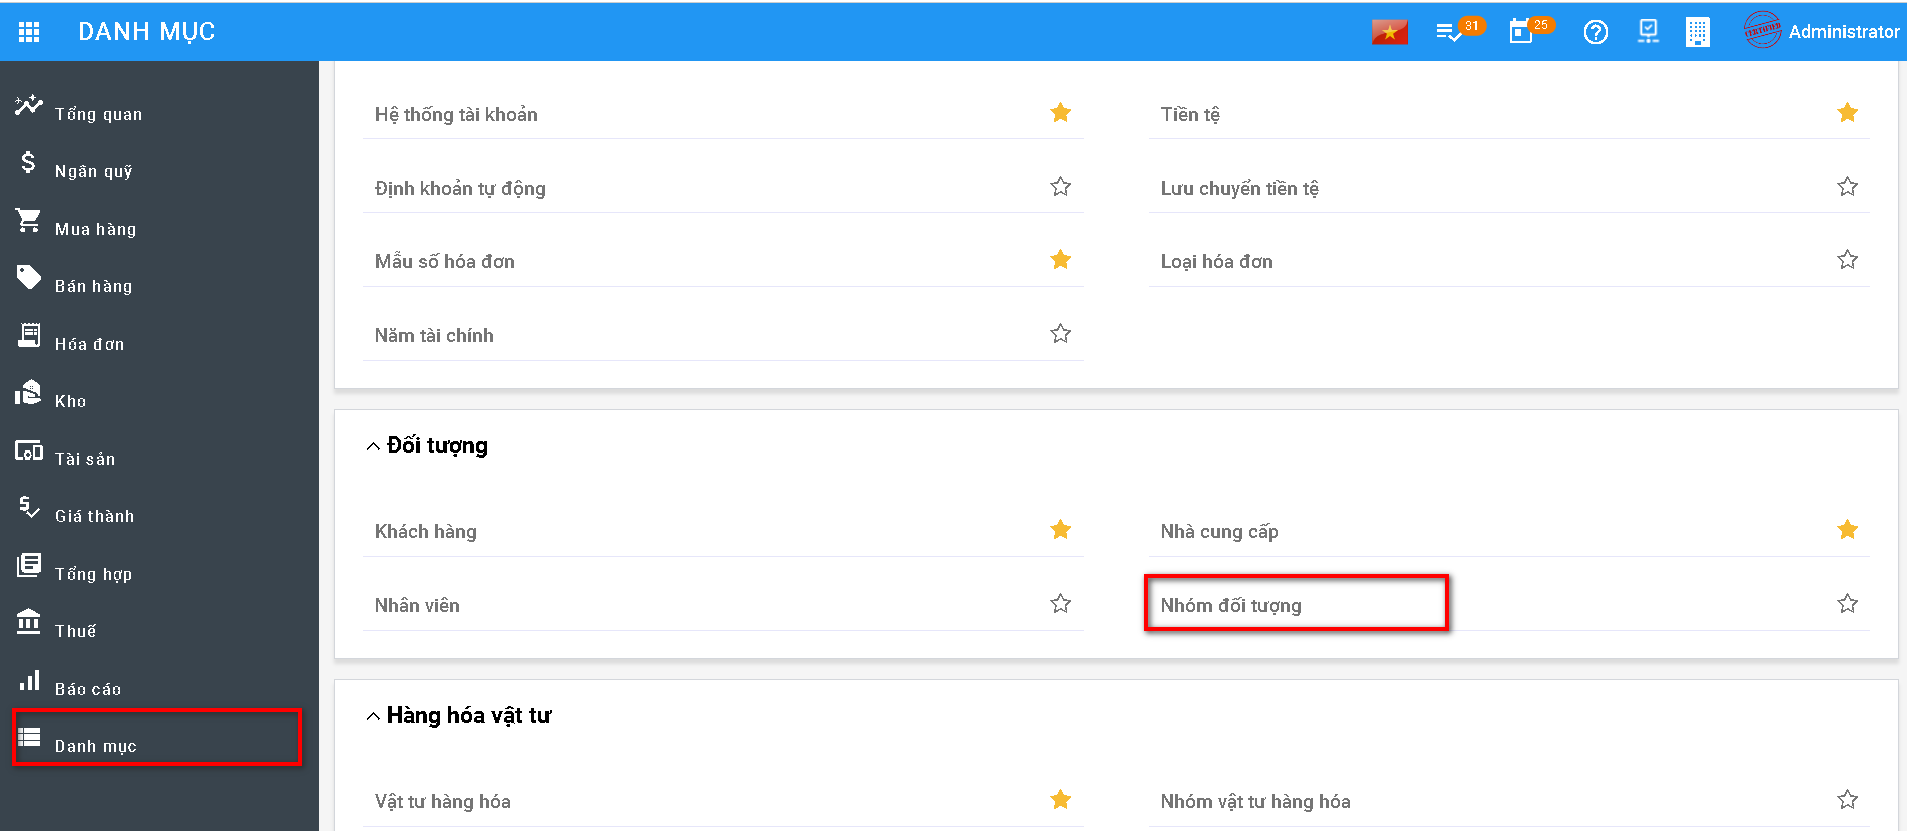 DANH MỤC
31
25
CERTIFIED
Administrator
Tổng quan
Ngân quỹ
Mua hàng
Bán hàng
Hóa đơn
Kho
Tài sản
Giá thành
Tổng hợp
Thuế
Báo cáo
Danh mục
Hệ thống tài khoản
Tiền tệ
Định khoản tự động
Lưu chuyển tiền tệ
Mẫu số hóa đơn
Loại hóa đơn
Năm tài chính
Đối tượng
Khách hàng
Nhà cung cấp
Nhân viên
Nhóm đối tượng
Hàng hóa vật tư
Vật tư hàng hóa
Nhóm vật tư hàng hóa